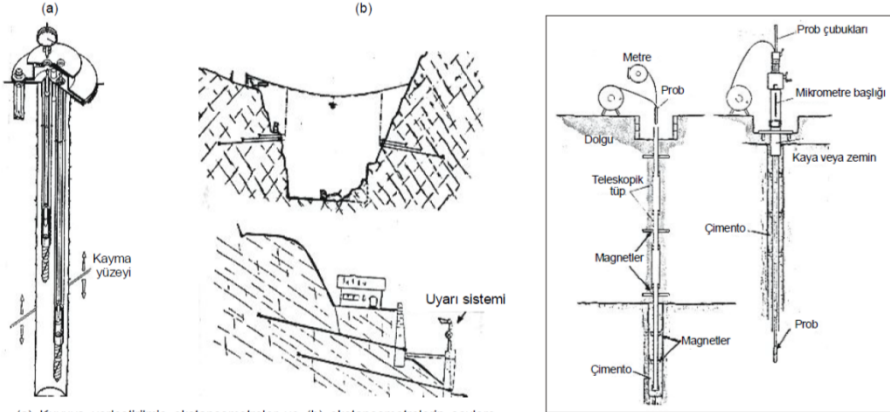 (a)
(b)
Kayma
yüzeyi
Uyarı sistemi
Metre
Prob
Dolgu
Teleskopik
tüp
Magnetler
Magnetler
Çimento
Prob çubukları
Mikrometre başlığı
Kaya veya zemin
Çimento
Prob